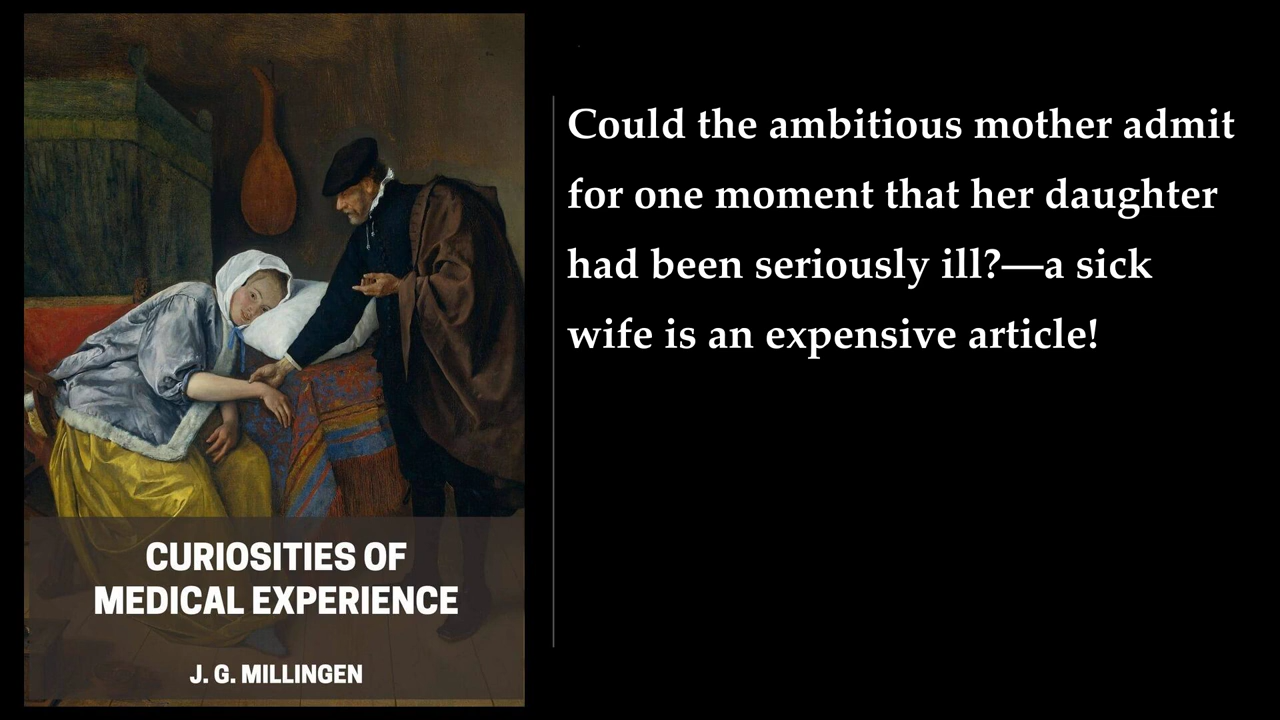 Could the ambitious mother admit
for one moment that her daughter
had been seriously ill?—a sick
wife is an expensive article!
CURIOSITIES OF
MEDICAL EXPERIENCE
J. G. MILLINGEN